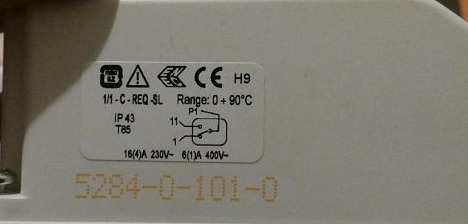 CE H9
1/1 - C - REQ -SL Range: 0 ÷ 90°C
IP 43
T85
P1
11
1
16(4)A 230V~ 6(1)A 400V~
5284-0-101-0